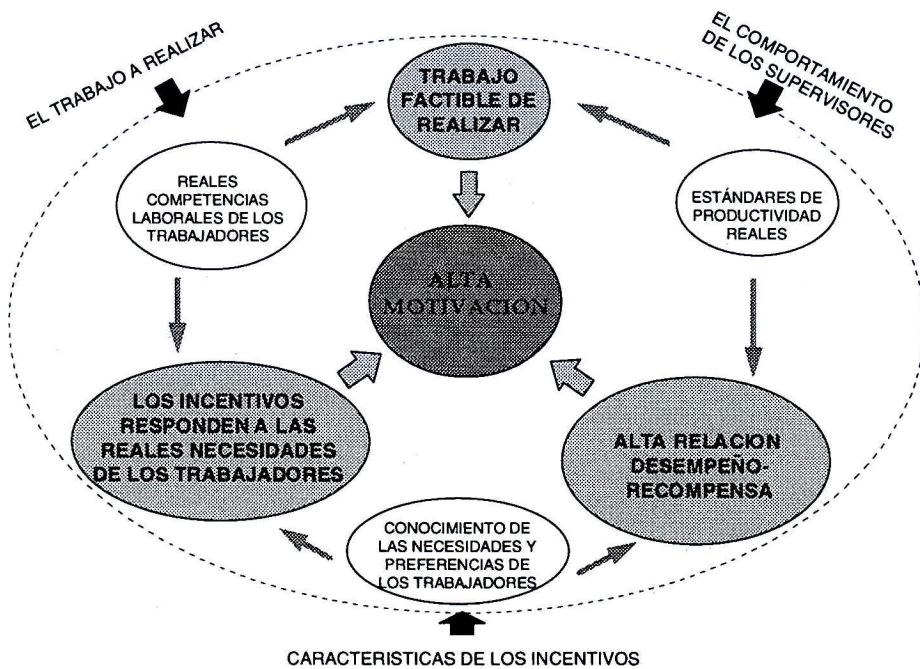 EL TRABAJO A REALIZAR
EL COMPORTAMIENTO
DE LOS SUPERVISORES
TRABAJO
FACTIBLE DE
REALIZAR
REALES
COMPETENCIAS
LABORALES DE LOS
TRABAJADORES
ESTÁNDARES DE
PRODUCTIVIDAD
REALES
ALTA
MOTIVACION
LOS INCENTIVOS
RESPONDEN A LAS
REALES NECESIDADES
DE LOS TRABAJADORES
ALTA RELACION
DESEMPEÑO-
RECOMPENSA
CONOCIMIENTO DE
LAS NECESIDADES Y
PREFERENCIAS DE
LOS TRABAJADORES
CARACTERISTICAS DE LOS INCENTIVOS